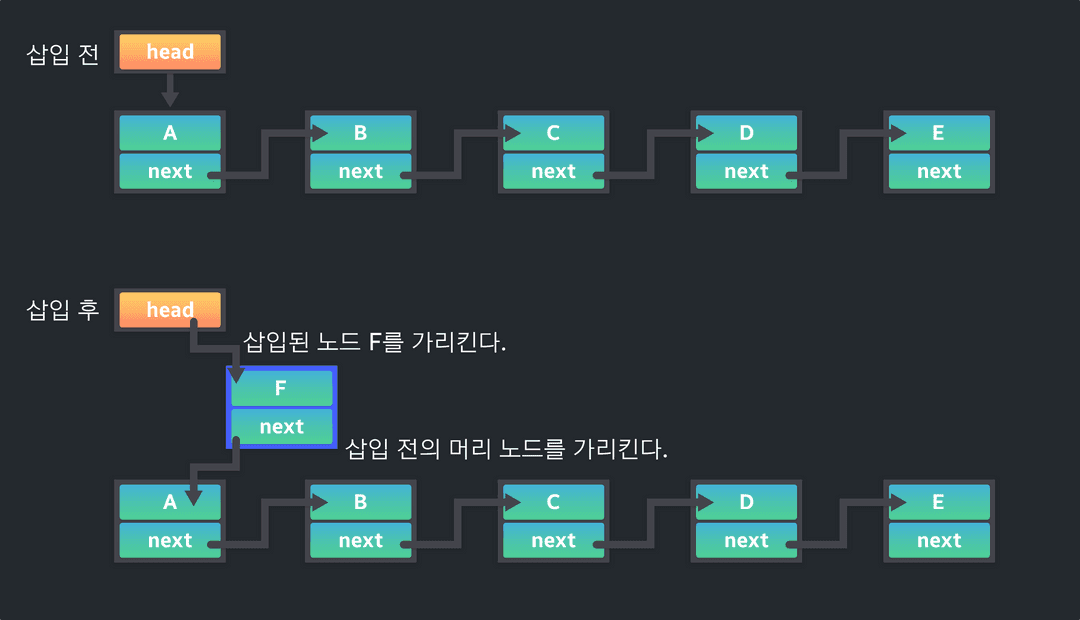 삽입 전 head
A B C D E
next next next next next
삽입 후 head
삽입된 노드 F를 가리킨다.
F
next
삽입 전의 머리 노드를 가리킨다.
A B C D E
next next next next next